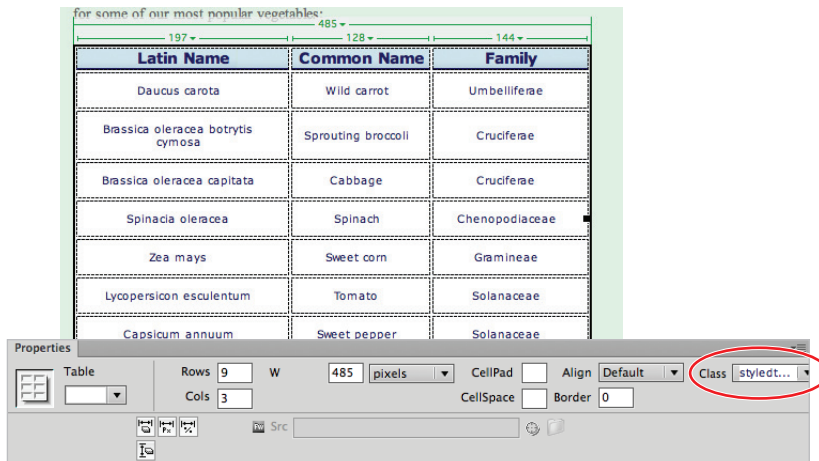 for some of our most popular vegetables:
485
197 128 144
Latin Name Common Name Family
Daucus carota Wild carrot Umbelliferae
Brassica oleracea botrytis
cymosa Sprouting broccoli Cruciferae
Brassica oleracea capitata Cabbage Cruciferae
Spinacia oleracea Spinach Chenopodiaceae
Zea mays Sweet corn Gramineae
Lycopersicon esculentum Tomato Solanaceae
Capsicum annuum Sweet pepper Solanaceae
Properties
Table Rows 9 W 485 pixels CellPad Align Default Class styledt...
Cols 3 CellSpace Border 0
Fw Src